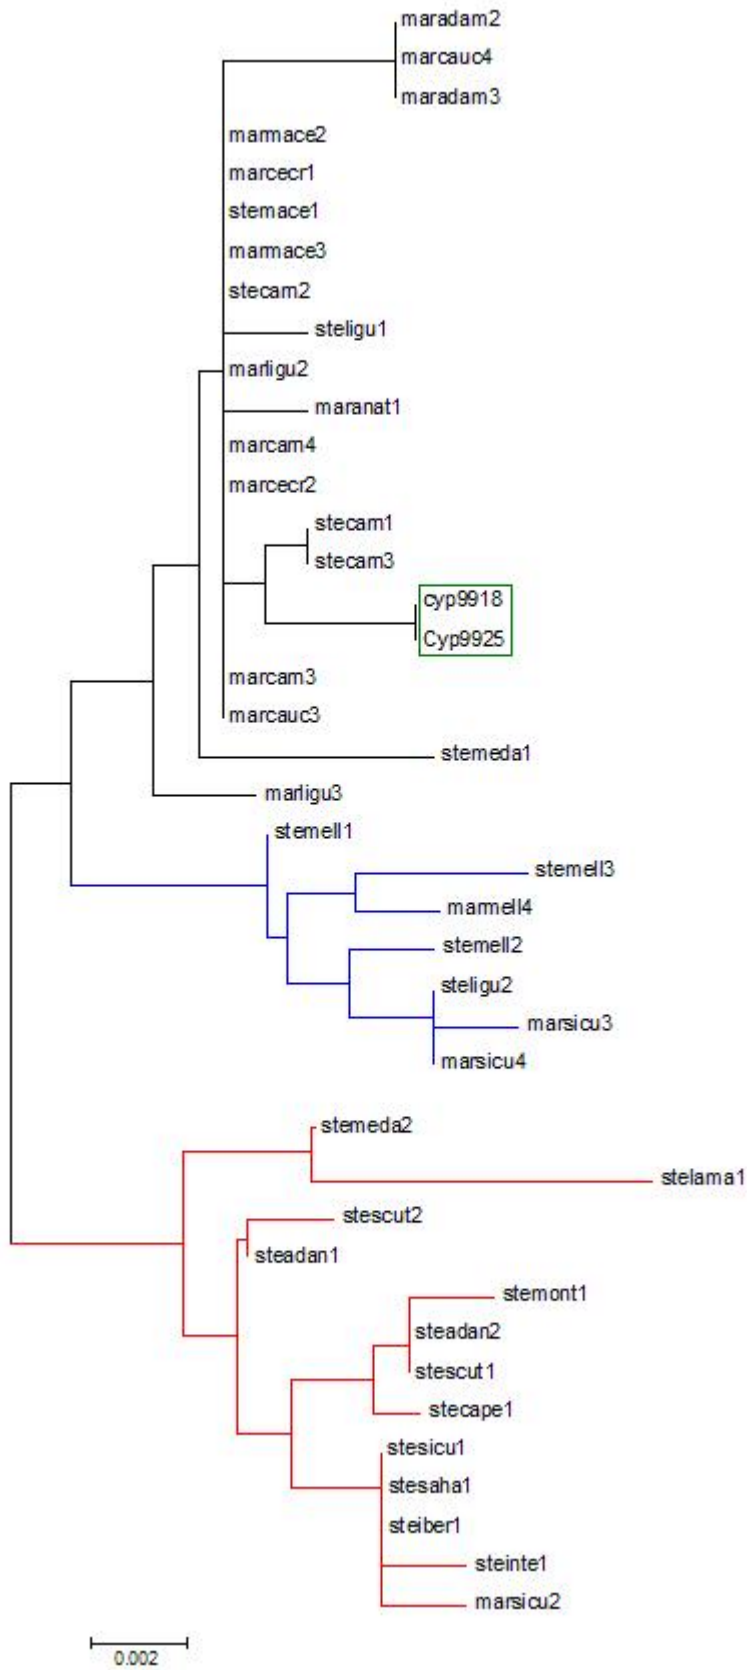 maradam2
marcauc4
maradam3
marmace2
marcecr1
stemace1
marmace3
stecam2
steligu1
marligu2
maranat1
marcam4
marcecr2
stecam1
stecam3
cyp9918
Cyp9925
marcam3
marcauc3
stemeda1
marligu3
stemell1
stemell3
marmell4
stemell2
steligu2
marsicu3
marsicu4
stemeda2
stelama1
stescut2
steadan1
stemont1
steadan2
stescut1
stecape1
stesicu1
stesaha1
steiber1
steinte1
marsicu2
0.002